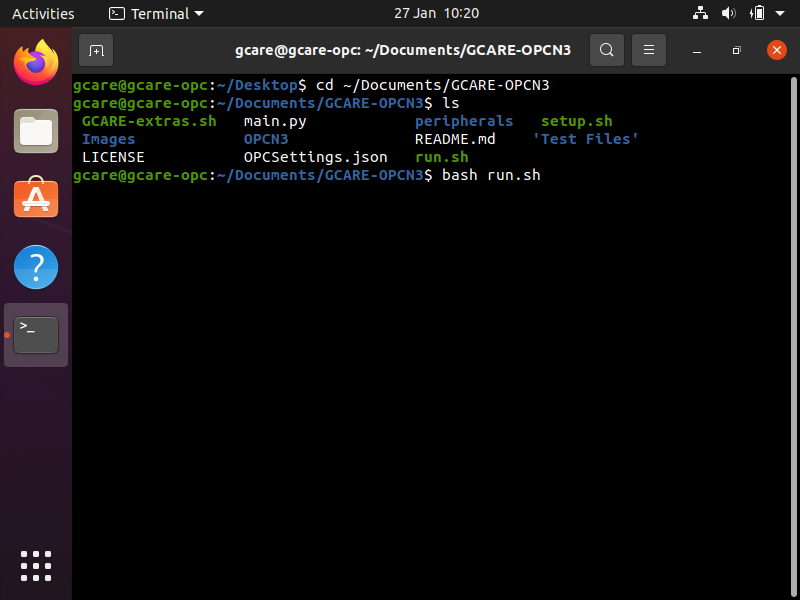 Activities Terminal 27 Jan 10:20
gcare@gcare-opc: ~/Documents/GCARE-OPCN3
gcare@gcare-opc:~/Desktop$ cd ~/Documents/GCARE-OPCN3
gcare@gcare-opc:~/Documents/GCARE-OPCN3$ ls
GCARE-extras.sh main.py peripherals setup.sh
Images OPCN3 README.md 'Test Files'
LICENSE OPCSettings.json run.sh
gcare@gcare-opc:~/Documents/GCARE-OPCN3$ bash run.sh